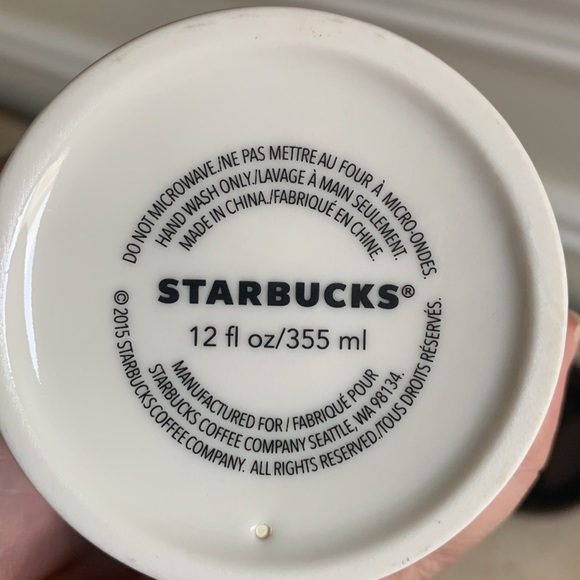 DO NOT MICROWAVE./NE PAS METTRE AU FOUR À MICRO-ONDES.
HAND WASH ONLY./LAVAGE À MAIN SEULEMENT.
MADE IN CHINA./FABRIQUÉ EN CHINE.
STARBUCKS®
12 fl oz/355 ml
MANUFACTURED FOR / FABRIQUÉ POUR
STARBUCKS COFFEE COMPANY SEATTLE, WA 98134.
© 2015 STARBUCKS COFFEE COMPANY. ALL RIGHTS RESERVED./TOUS DROITS RÉSERVÉS.